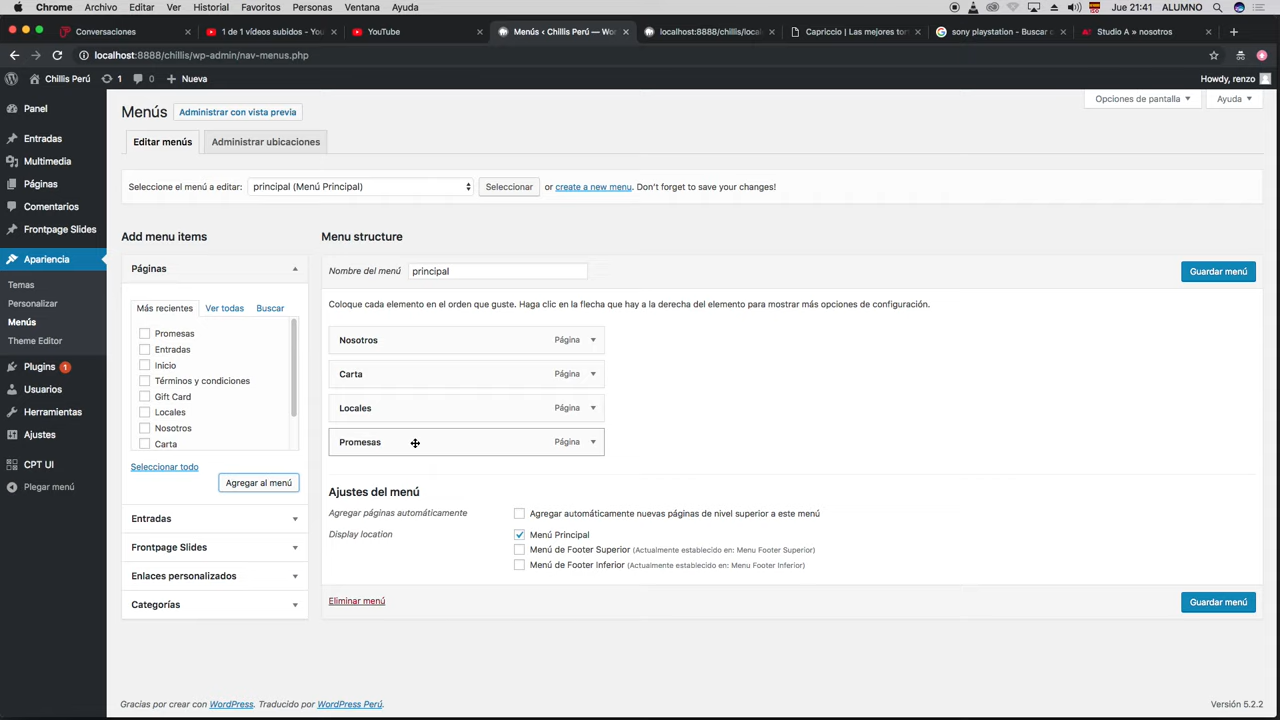 Chrome Archivo Editar Ver Historial Favoritos Personas Ventana Ayuda Jue 21:41 ALUMNO
Conversaciones × 1 de 1 vídeos subidos - You × YouTube × Menús ‹ Chillis Perú — Wo × localhost:8888/chillis/local × Capriccio | Las mejores tor × sony playstation - Buscar c × Studio A » nosotros × +
localhost:8888/chillis/wp-admin/nav-menus.php
Chillis Perú 1 0 + Nueva Howdy, renzo
Panel
Entradas
Multimedia
Páginas
Comentarios
Frontpage Slides
Apariencia
Temas
Personalizar
Menús
Theme Editor
Plugins 1
Usuarios
Herramientas
Ajustes
CPT UI
Plegar menú
Opciones de pantalla Ayuda
Menús Administrar con vista previa
Editar menús Administrar ubicaciones
Seleccione el menú a editar: principal (Menú Principal) Seleccionar or create a new menu. Don't forget to save your changes!
Add menu items
Páginas
Más recientes Ver todas Buscar
Promesas
Entradas
Inicio
Términos y condiciones
Gift Card
Locales
Nosotros
Carta
Seleccionar todo
Agregar al menú
Entradas
Frontpage Slides
Enlaces personalizados
Categorías
Menu structure
Nombre del menú principal Guardar menú
Coloque cada elemento en el orden que guste. Haga clic en la flecha que hay a la derecha del elemento para mostrar más opciones de configuración.
Nosotros Página
Carta Página
Locales Página
Promesas Página
Ajustes del menú
Agregar páginas automáticamente Agregar automáticamente nuevas páginas de nivel superior a este menú
Display location Menú Principal
Menú de Footer Superior (Actualmente establecido en: Menu Footer Superior)
Menú de Footer Inferior (Actualmente establecido en: Menu Footer Inferior)
Eliminar menú Guardar menú
Gracias por crear con WordPress. Traducido por WordPress Perú. Versión 5.2.2